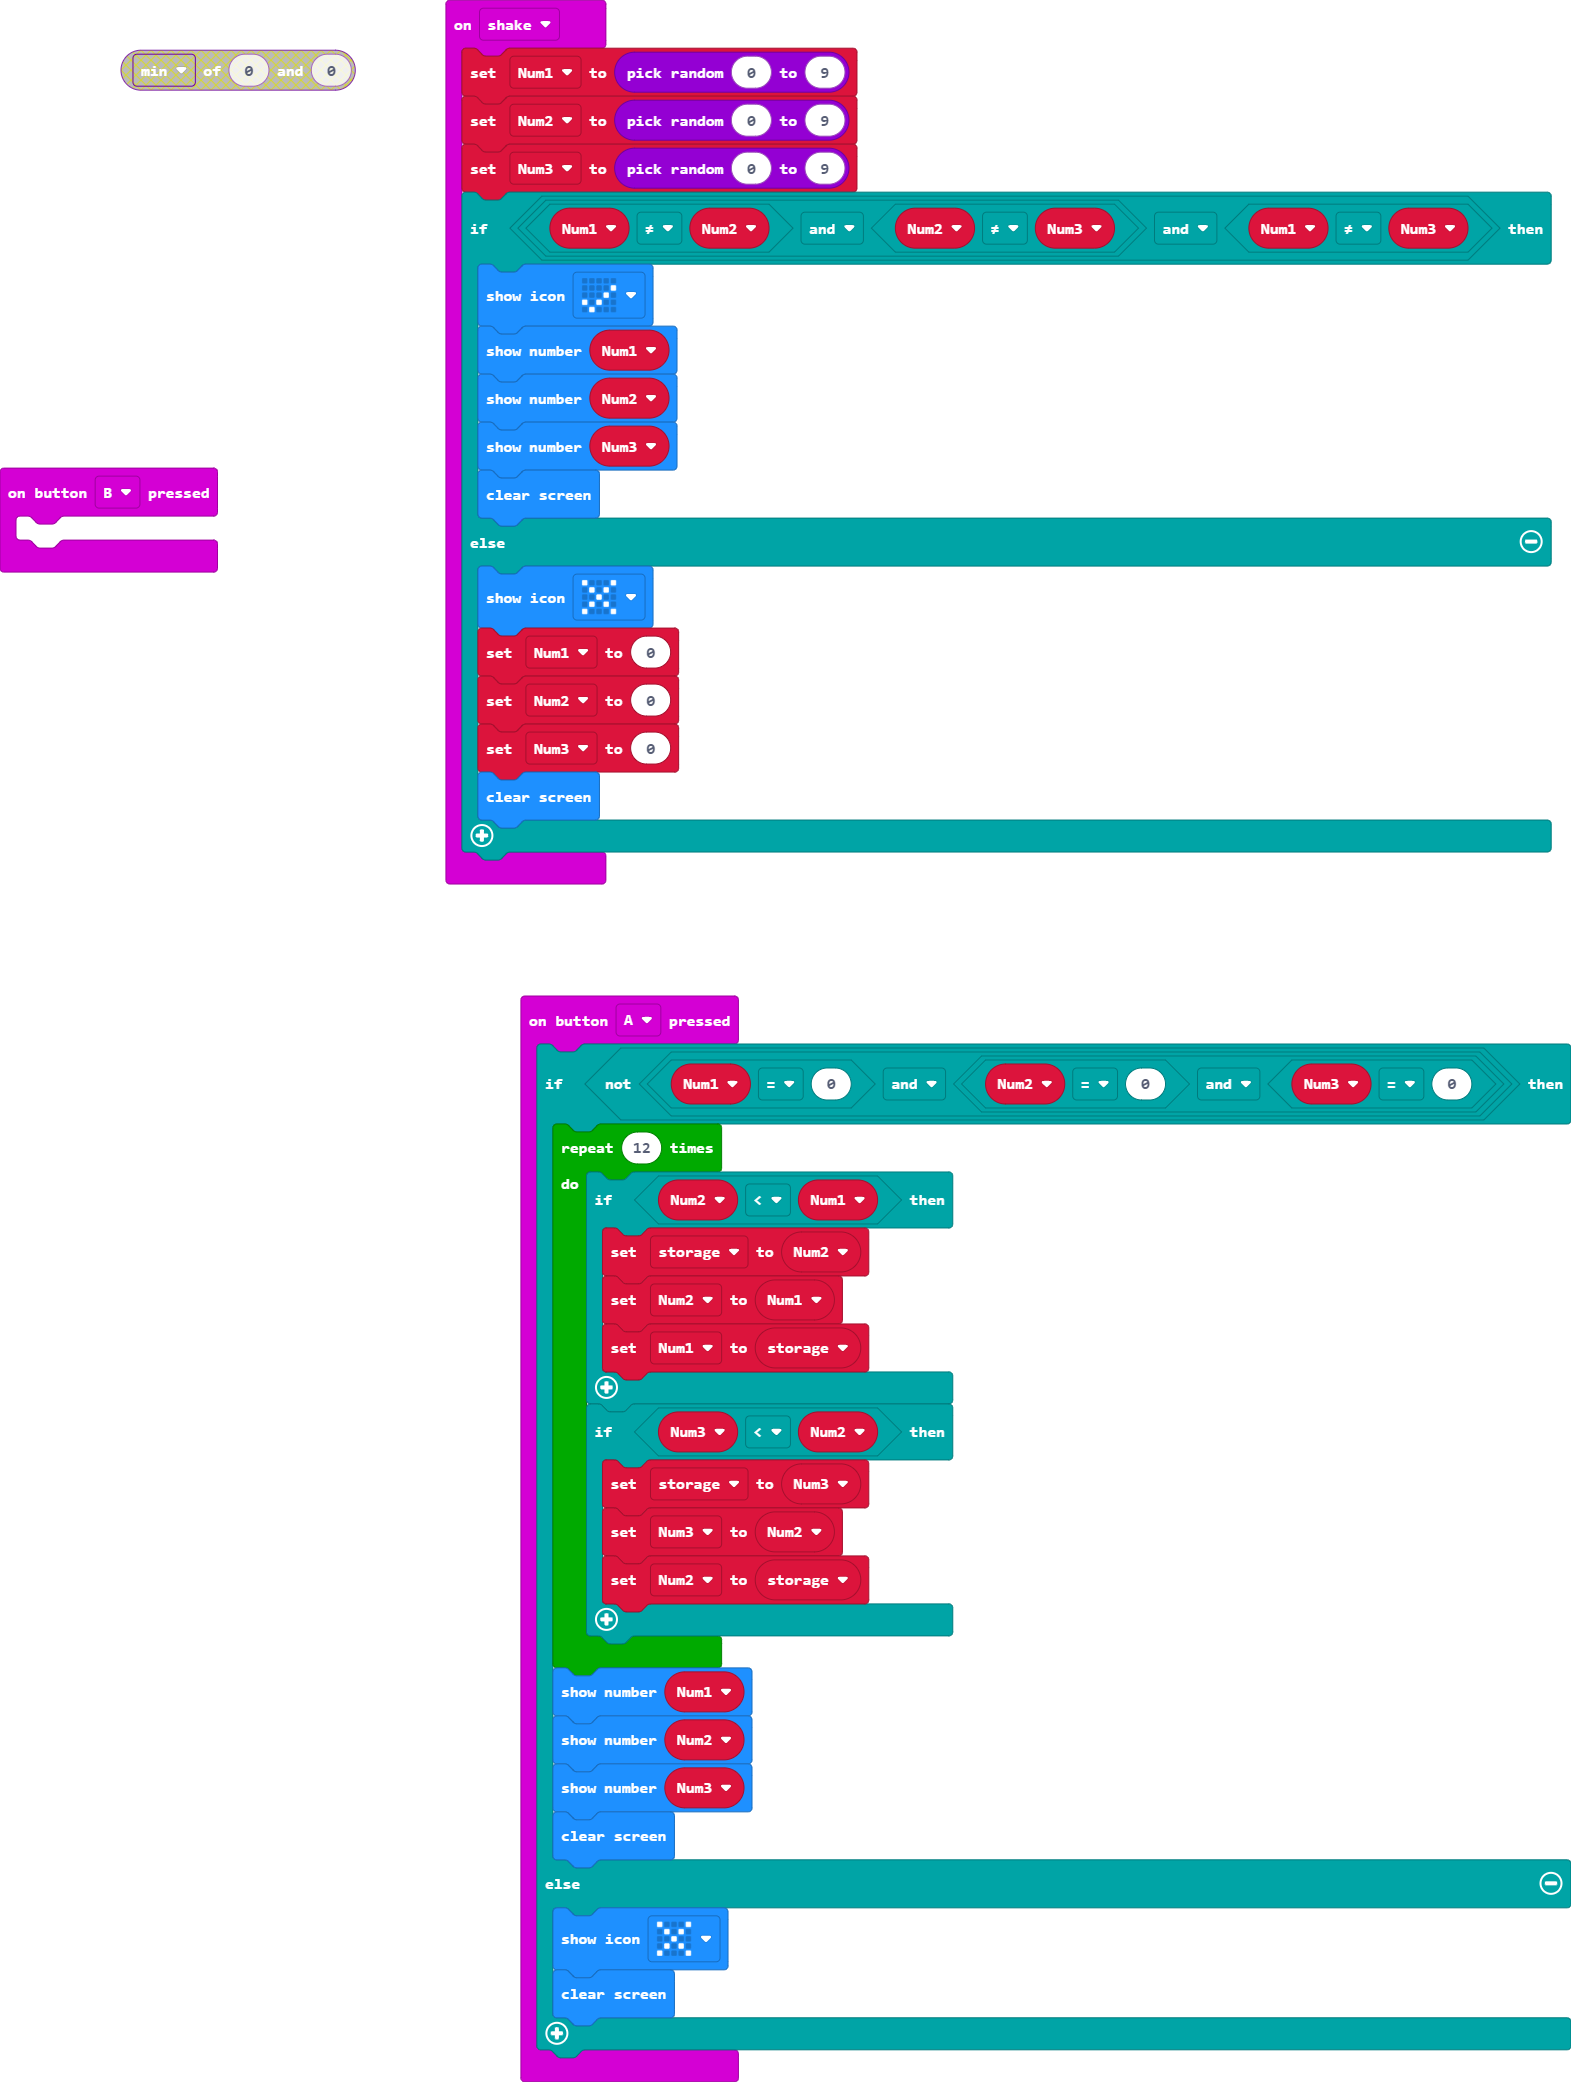 min of 0 and 0
on button B pressed
on shake
set Num1 to pick random 0 to 9
set Num2 to pick random 0 to 9
set Num3 to pick random 0 to 9
if Num1 ≠ Num2 and Num2 ≠ Num3 and Num1 ≠ Num3 then
show icon
show number Num1
show number Num2
show number Num3
clear screen
else
show icon
set Num1 to 0
set Num2 to 0
set Num3 to 0
clear screen
on button A pressed
if not Num1 = 0 and Num2 = 0 and Num3 = 0 then
repeat 12 times
do if Num2 < Num1 then
set storage to Num2
set Num2 to Num1
set Num1 to storage
if Num3 < Num2 then
set storage to Num3
set Num3 to Num2
set Num2 to storage
show number Num1
show number Num2
show number Num3
clear screen
else
show icon
clear screen